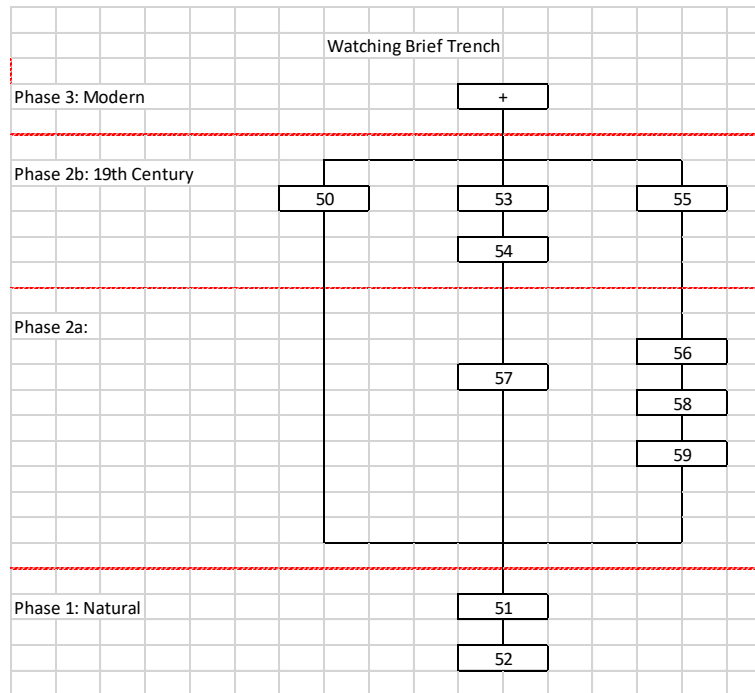 Watching Brief Trench
Phase 3: Modern
+
Phase 2b: 19th Century
50
53
55
54
Phase 2a:
56
57
58
59
Phase 1: Natural
51
52